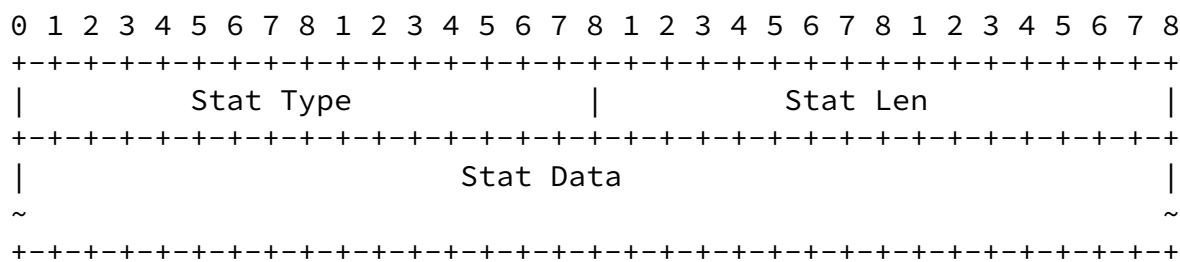 0 1 2 3 4 5 6 7 8 1 2 3 4 5 6 7 8 1 2 3 4 5 6 7 8 1 2 3 4 5 6 7 8
+-+-+-+-+-+-+-+-+-+-+-+-+-+-+-+-+-+-+-+-+-+-+-+-+-+-+-+-+-+-+-+-+
|         Stat Type             |          Stat Len             |
+-+-+-+-+-+-+-+-+-+-+-+-+-+-+-+-+-+-+-+-+-+-+-+-+-+-+-+-+-+-+-+-+
|                        Stat Data                              |
~                                                               ~
+-+-+-+-+-+-+-+-+-+-+-+-+-+-+-+-+-+-+-+-+-+-+-+-+-+-+-+-+-+-+-+-+